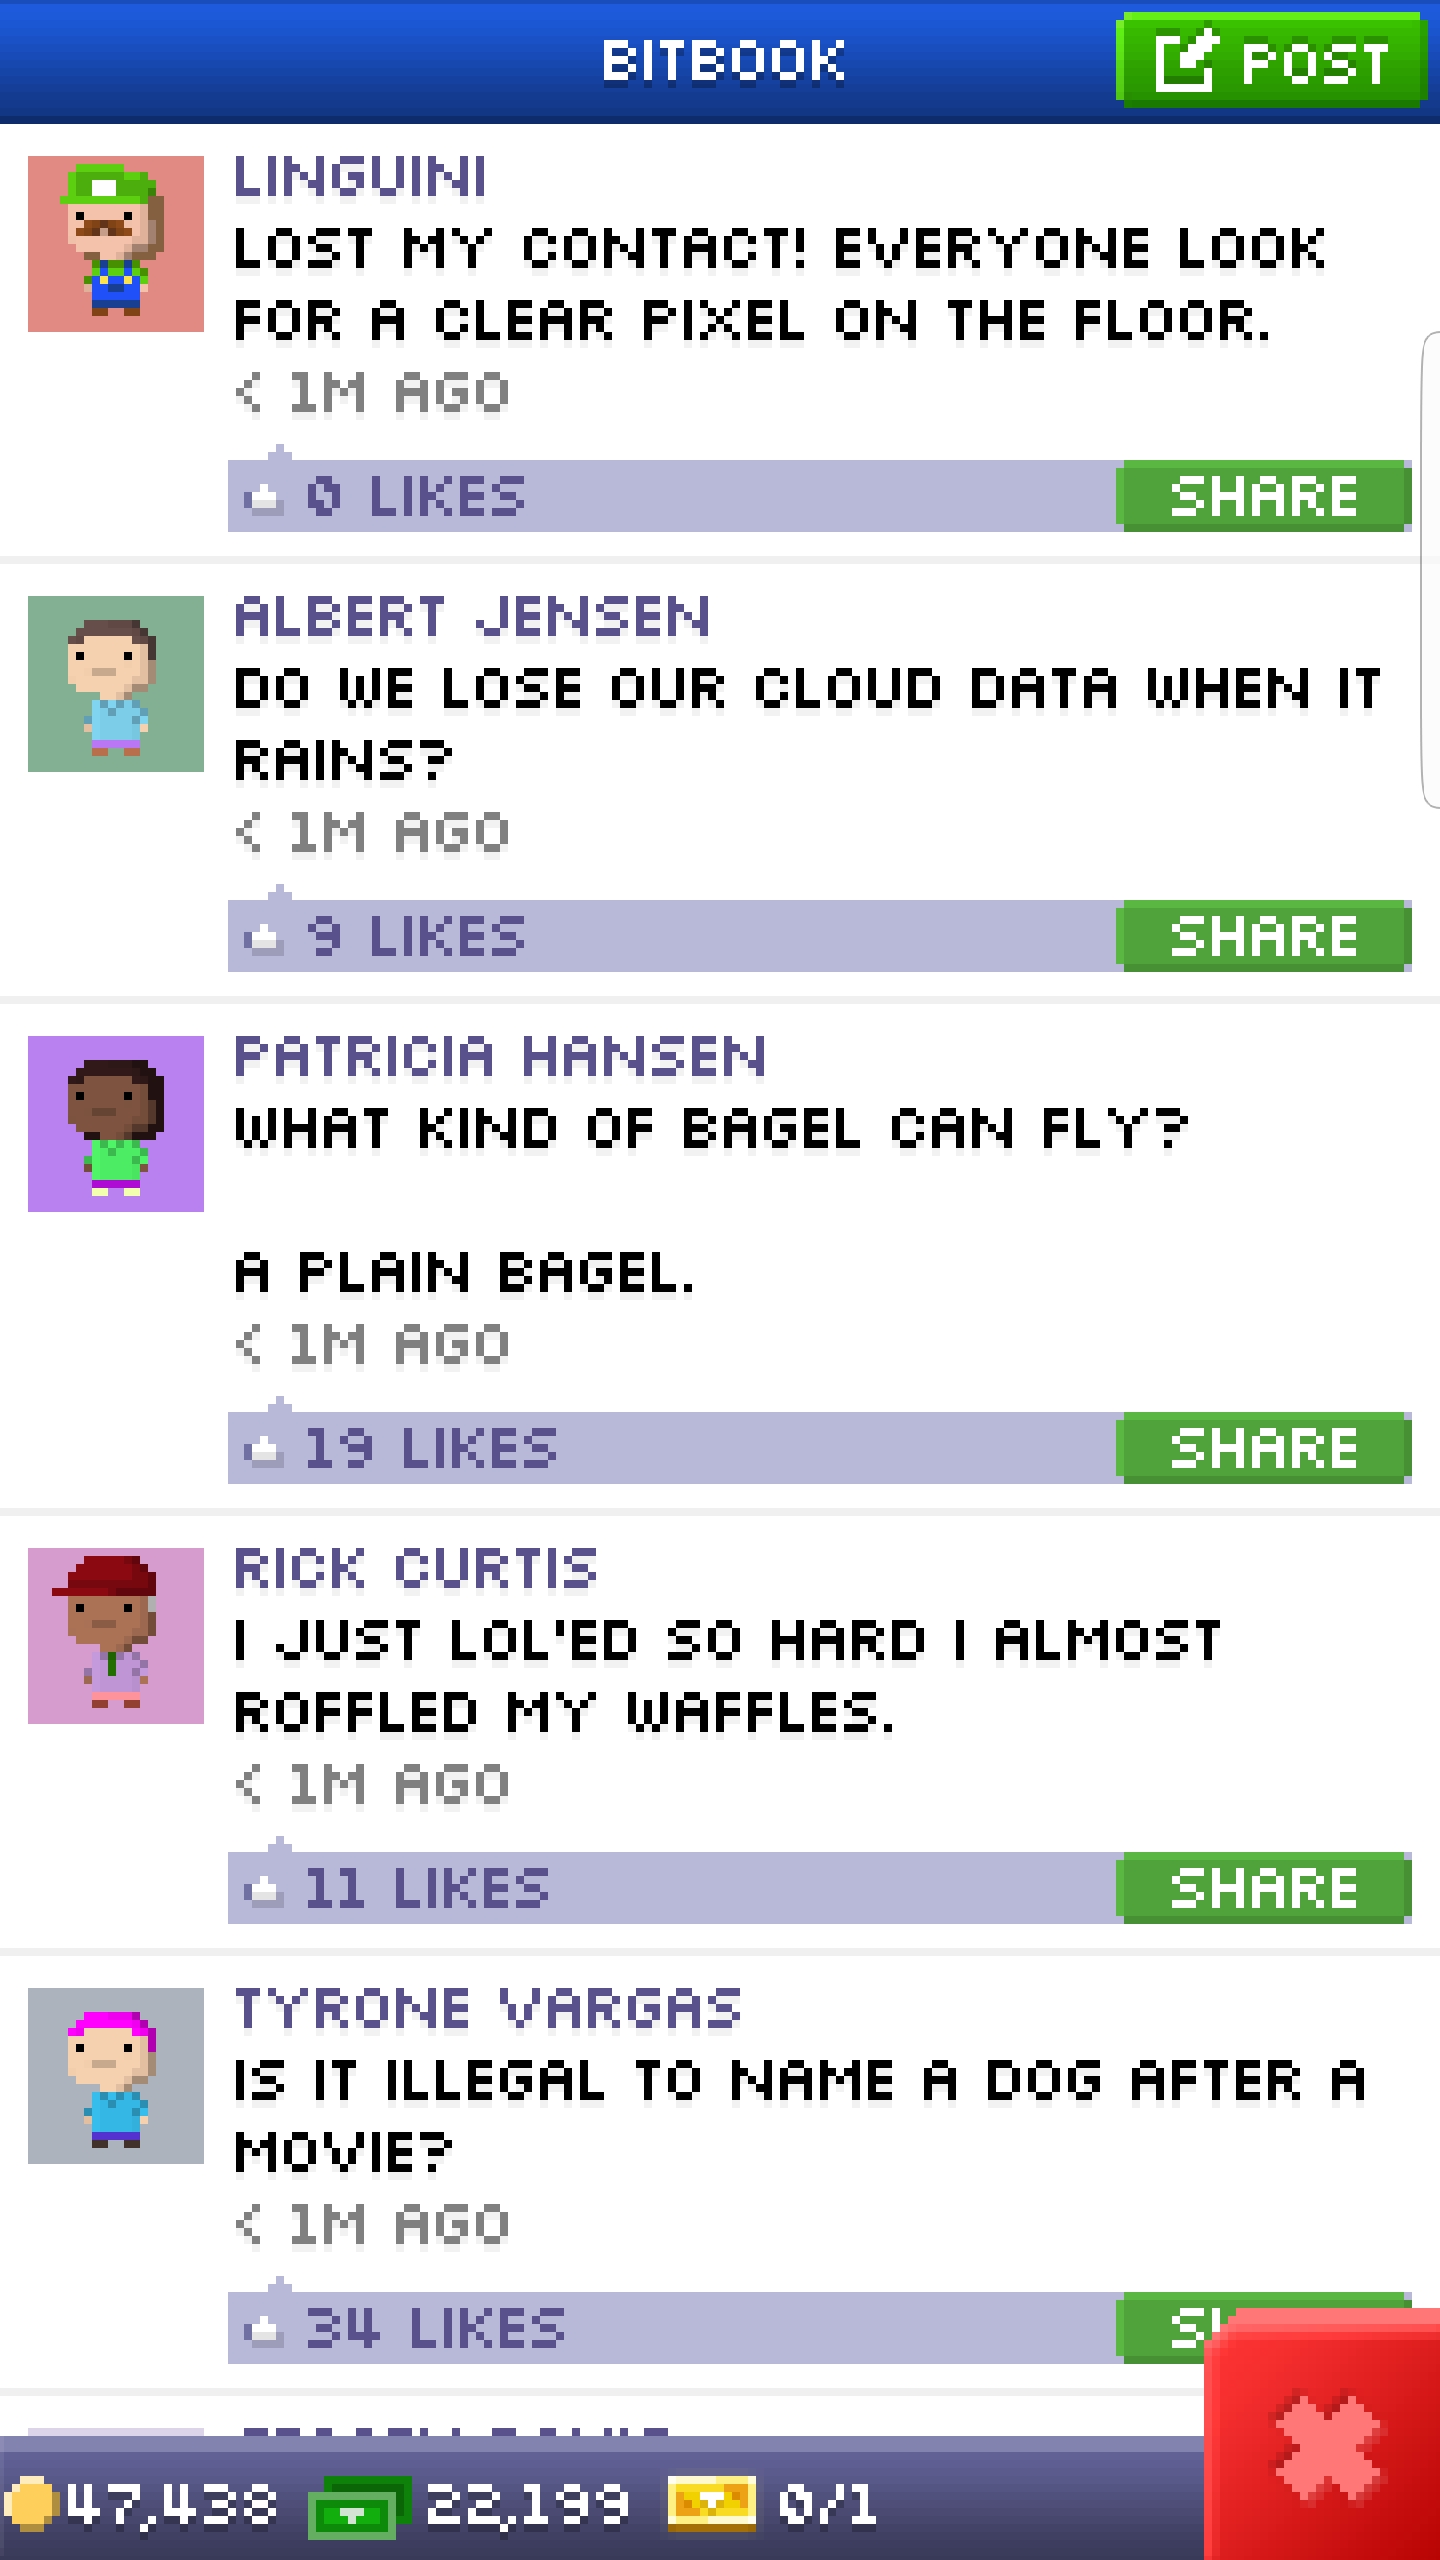 BITBOOK
POST
LINGUINI
LOST MY CONTACT! EVERYONE LOOK
FOR A CLEAR PIXEL ON THE FLOOR.
< 1M AGO
0 LIKES
SHARE
ALBERT JENSEN
DO WE LOSE OUR CLOUD DATA WHEN IT
RAINS?
< 1M AGO
9 LIKES
SHARE
PATRICIA HANSEN
WHAT KIND OF BAGEL CAN FLY?
A PLAIN BAGEL.
< 1M AGO
19 LIKES
SHARE
RICK CURTIS
I JUST LOL'ED SO HARD I ALMOST
ROFFLED MY WAFFLES.
< 1M AGO
11 LIKES
SHARE
TYRONE VARGAS
IS IT ILLEGAL TO NAME A DOG AFTER A
MOVIE?
< 1M AGO
34 LIKES
47,438
22,199
0/1